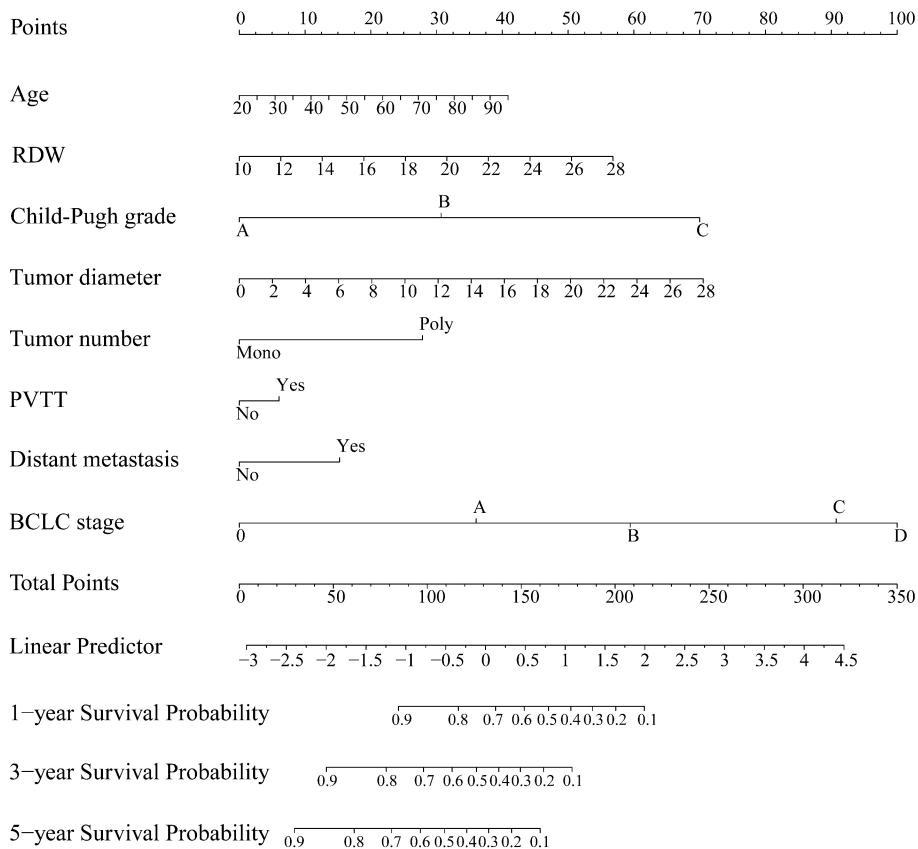 Points 0 10 20 30 40 50 60 70 80 90 100
Age 20 30 40 50 60 70 80 90
RDW 10 12 14 16 18 20 22 24 26 28
B
Child-Pugh grade
A C
Tumor diameter 0 2 4 6 8 10 12 14 16 18 20 22 24 26 28
Poly
Tumor number
Mono
Yes
PVTT
No
Yes
Distant metastasis
No
A C
BCLC stage
0 B D
Total Points 0 50 100 150 200 250 300 350
Linear Predictor −3 −2.5 −2 −1.5 −1 −0.5 0 0.5 1 1.5 2 2.5 3 3.5 4 4.5
1−year Survival Probability 0.9 0.8 0.7 0.6 0.5 0.4 0.3 0.2 0.1
3−year Survival Probability 0.9 0.8 0.7 0.6 0.5 0.4 0.3 0.2 0.1
5−year Survival Probability 0.9 0.8 0.7 0.6 0.5 0.4 0.3 0.2 0.1